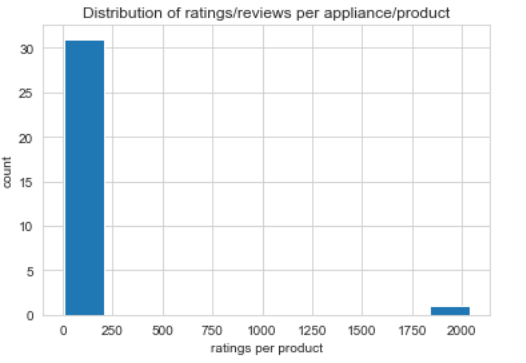 Distribution of ratings/reviews per appliance/product
30
25
20
15
10
5
0
count
0 250 500 750 1000 1250 1500 1750 2000
ratings per product